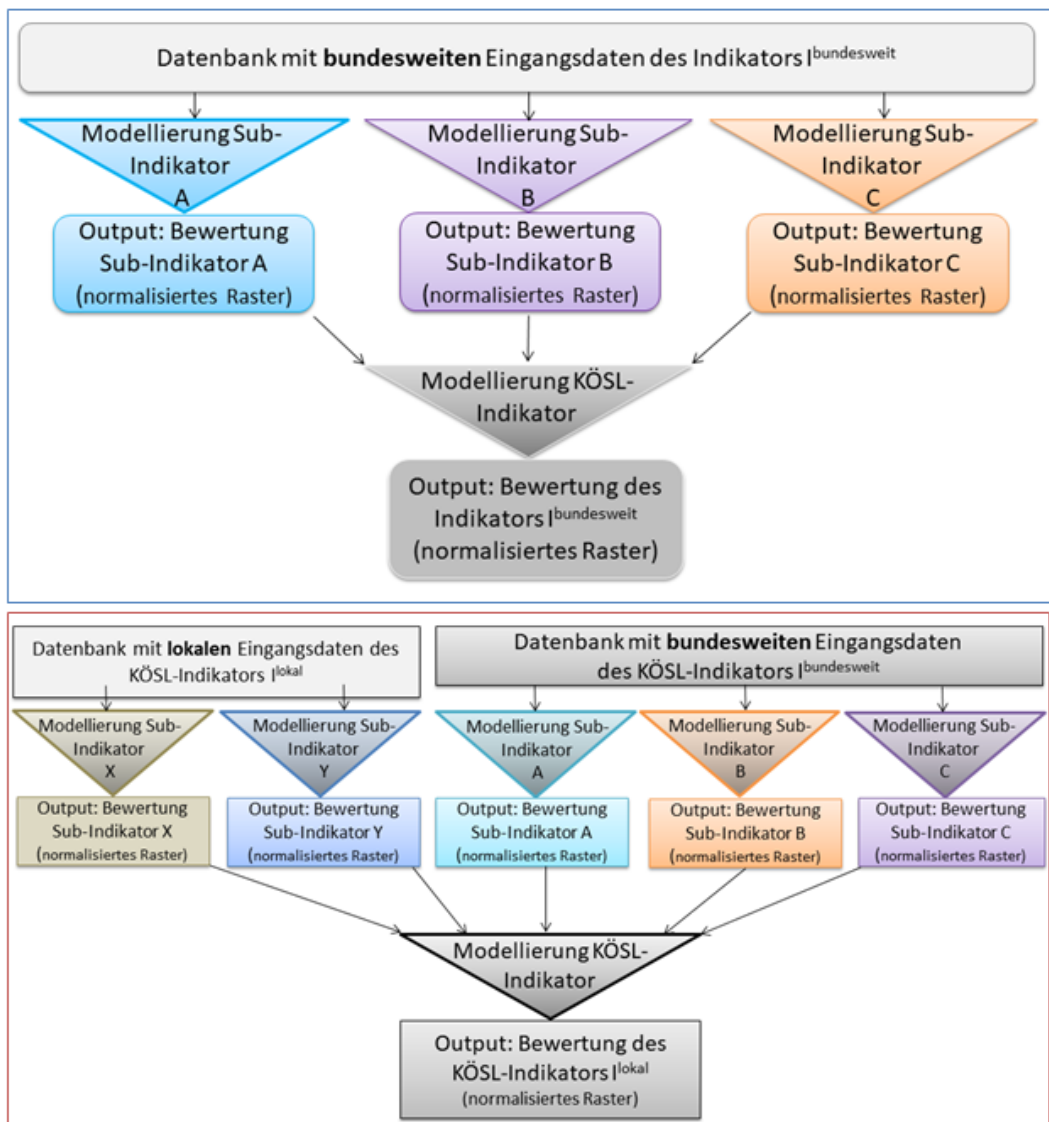 Datenbank mit bundesweiten Eingangsdaten des Indikators I^bundesweit
Modellierung Sub-
Indikator
A
Modellierung Sub-
Indikator
B
Modellierung Sub-
Indikator
C
Output: Bewertung
Sub-Indikator A
(normalisiertes Raster)
Output: Bewertung
Sub-Indikator B
(normalisiertes Raster)
Output: Bewertung
Sub-Indikator C
(normalisiertes Raster)
Modellierung KÖSL-
Indikator
Output: Bewertung des
Indikators I^bundesweit
(normalisiertes Raster)
Datenbank mit lokalen Eingangsdaten des
KÖSL-Indikators I^lokal
Datenbank mit bundesweiten Eingangsdaten
des KÖSL-Indikators I^bundesweit
Modellierung Sub-
Indikator
X
Modellierung Sub-
Indikator
Y
Modellierung Sub-
Indikator
A
Modellierung Sub-
Indikator
B
Modellierung Sub-
Indikator
C
Output: Bewertung
Sub-Indikator X
(normalisiertes Raster)
Output: Bewertung
Sub-Indikator Y
(normalisiertes Raster)
Output: Bewertung
Sub-Indikator A
(normalisiertes Raster)
Output: Bewertung
Sub-Indikator B
(normalisiertes Raster)
Output: Bewertung
Sub-Indikator C
(normalisiertes Raster)
Modellierung KÖSL-
Indikator
Output: Bewertung des
KÖSL-Indikators I^lokal
(normalisiertes Raster)